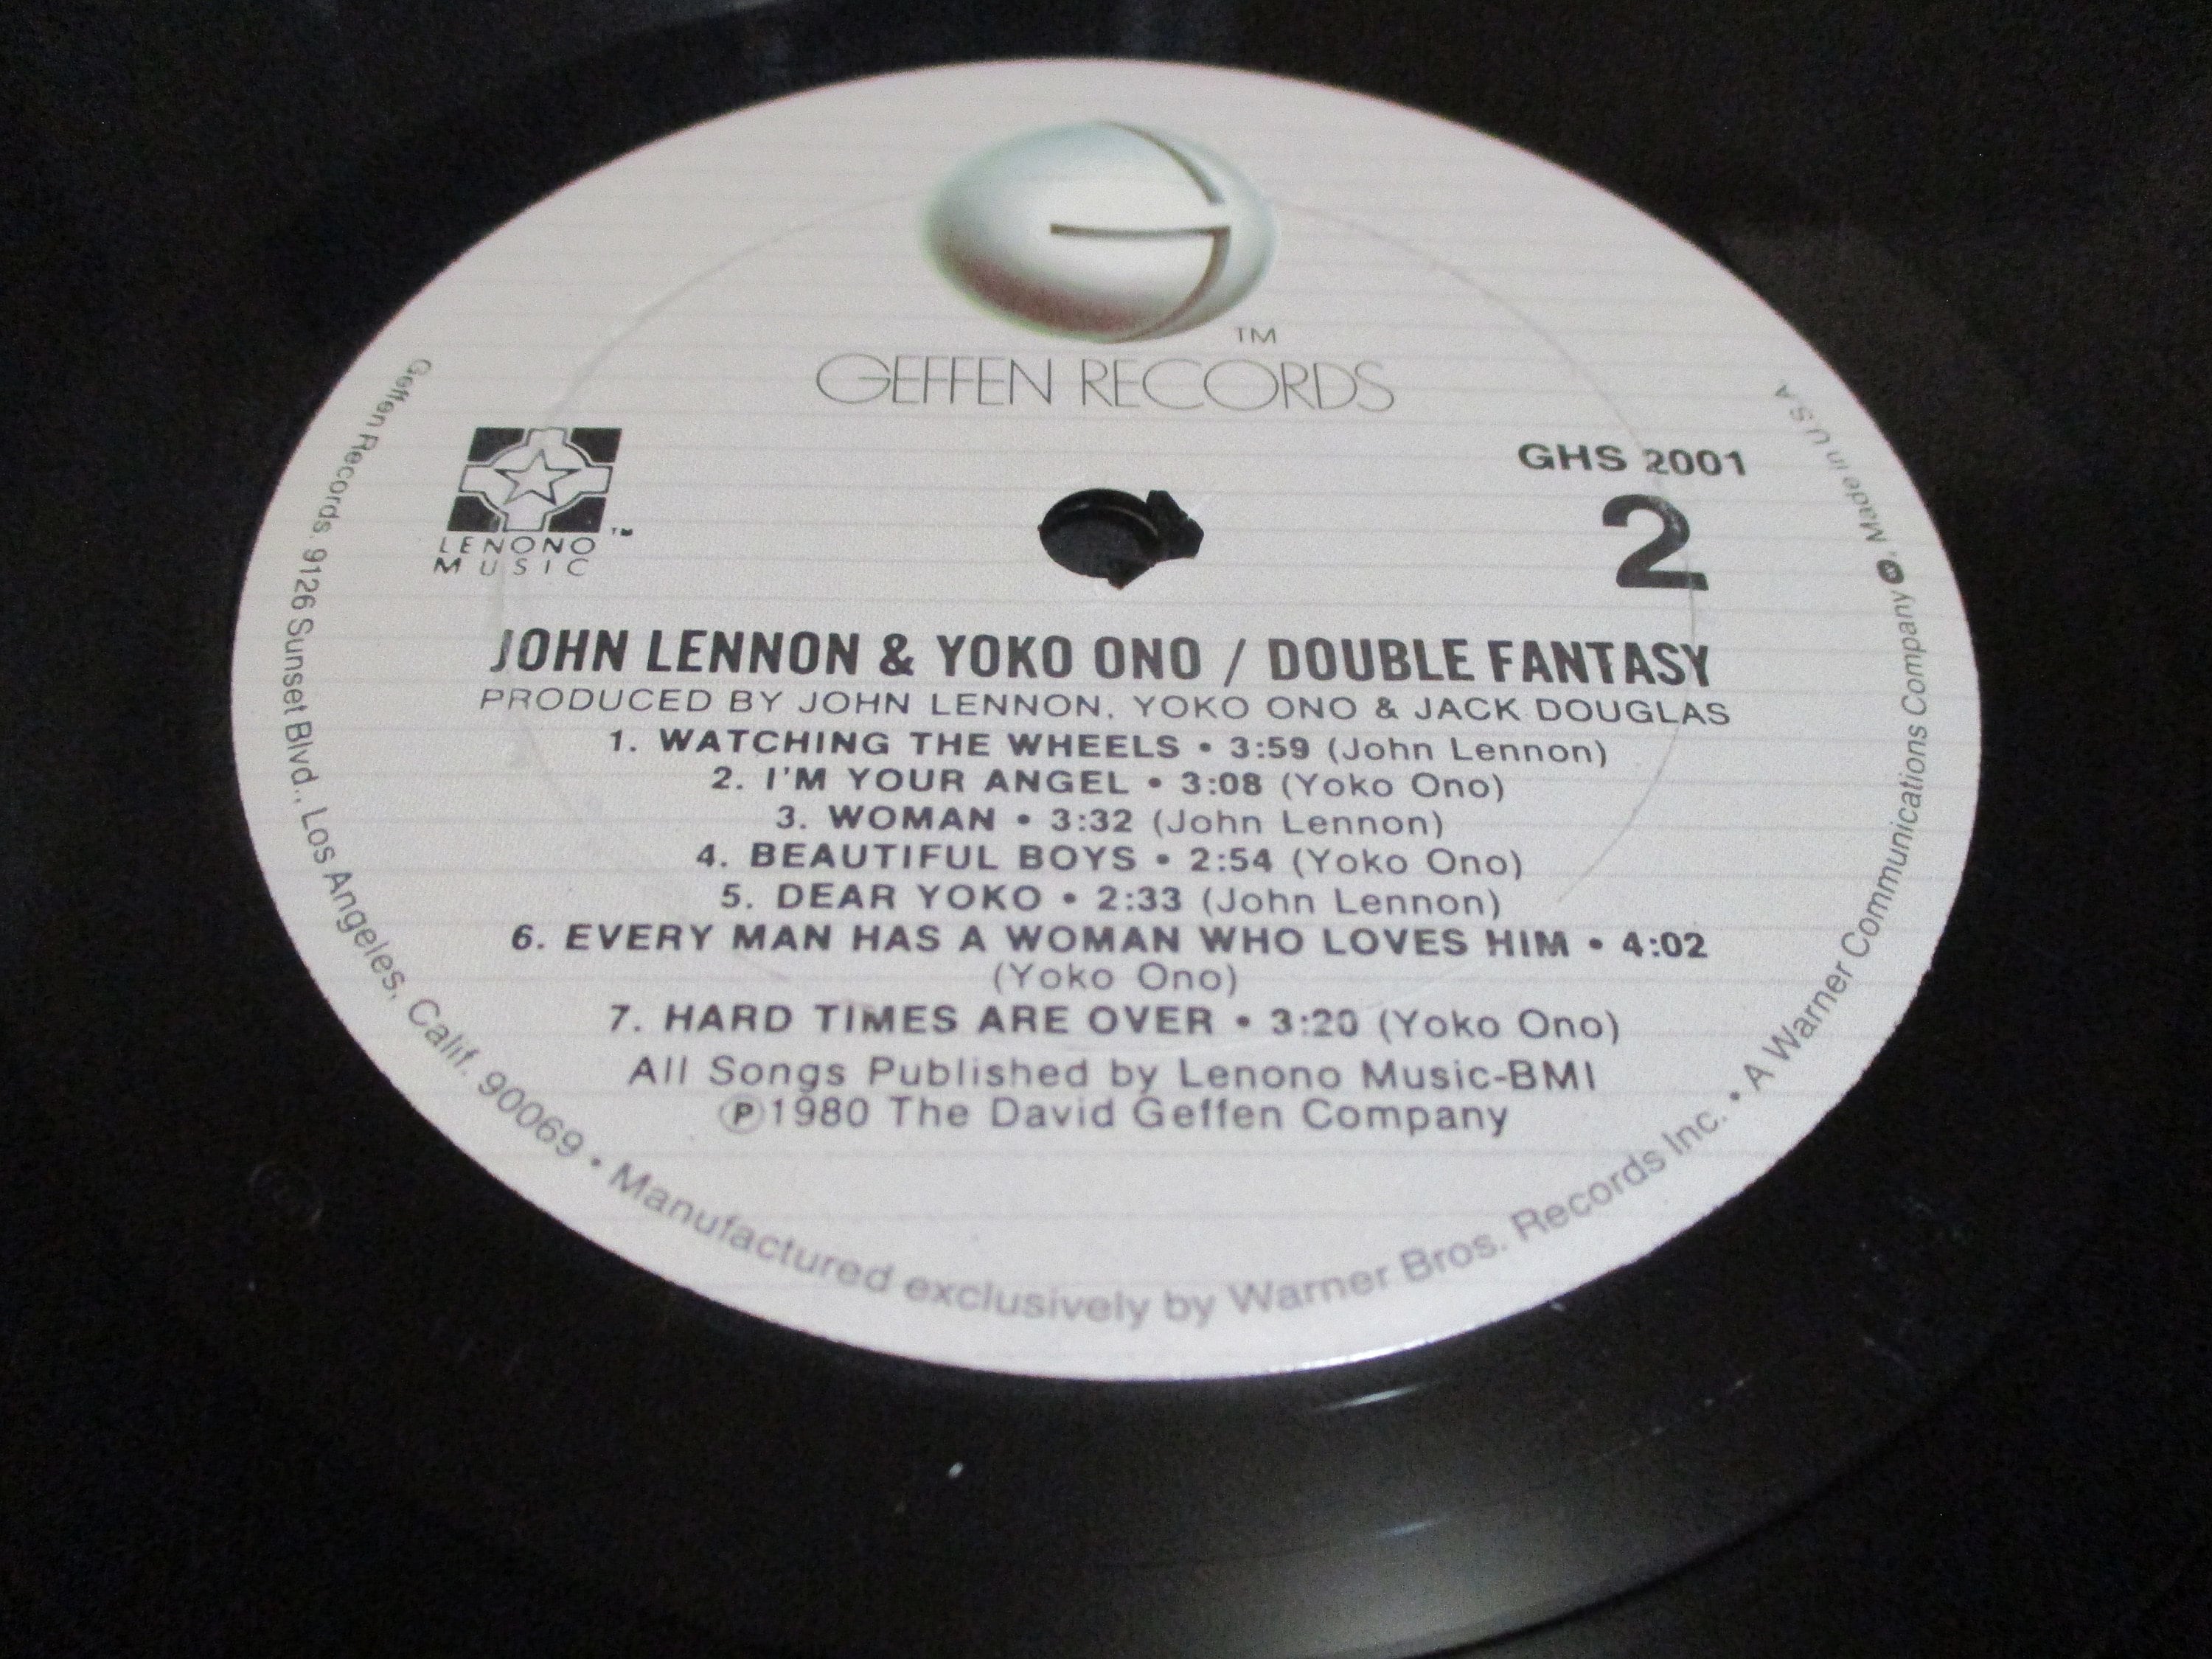 TM
GEFFEN RECORDS
LENONO ™
MUSIC
GHS 2001
2
JOHN LENNON & YOKO ONO / DOUBLE FANTASY
PRODUCED BY JOHN LENNON, YOKO ONO & JACK DOUGLAS
1. WATCHING THE WHEELS • 3:59 (John Lennon)
2. I'M YOUR ANGEL • 3:08 (Yoko Ono)
3. WOMAN • 3:32 (John Lennon)
4. BEAUTIFUL BOYS • 2:54 (Yoko Ono)
5. DEAR YOKO • 2:33 (John Lennon)
6. EVERY MAN HAS A WOMAN WHO LOVES HIM • 4:02
(Yoko Ono)
7. HARD TIMES ARE OVER • 3:20 (Yoko Ono)
All Songs Published by Lenono Music-BMI
℗1980 The David Geffen Company
Geffen Records, 9126 Sunset Blvd., Los Angeles, Calif. 90069 • Manufactured exclusively by Warner Bros. Records Inc. • A Warner Communications Company, Made in U S A